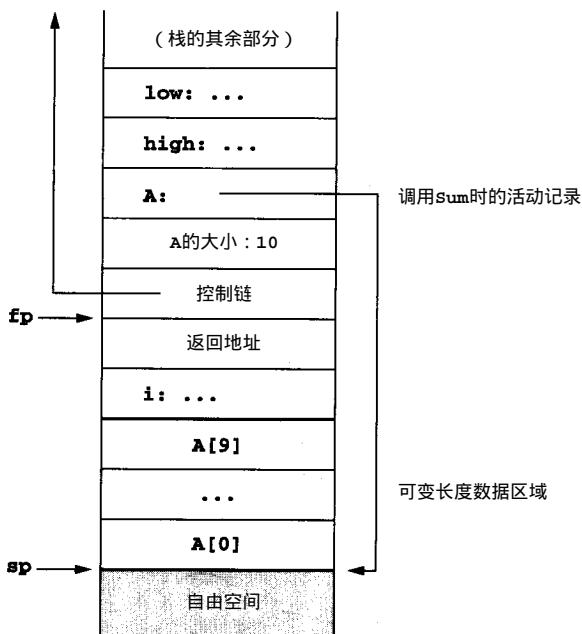 （栈的其余部分）
low: ...
high: ...
A:
调用Sum时的活动记录
A的大小：10
控制链
fp
返回地址
i: ...
A[9]
...
可变长度数据区域
A[0]
sp
自由空间